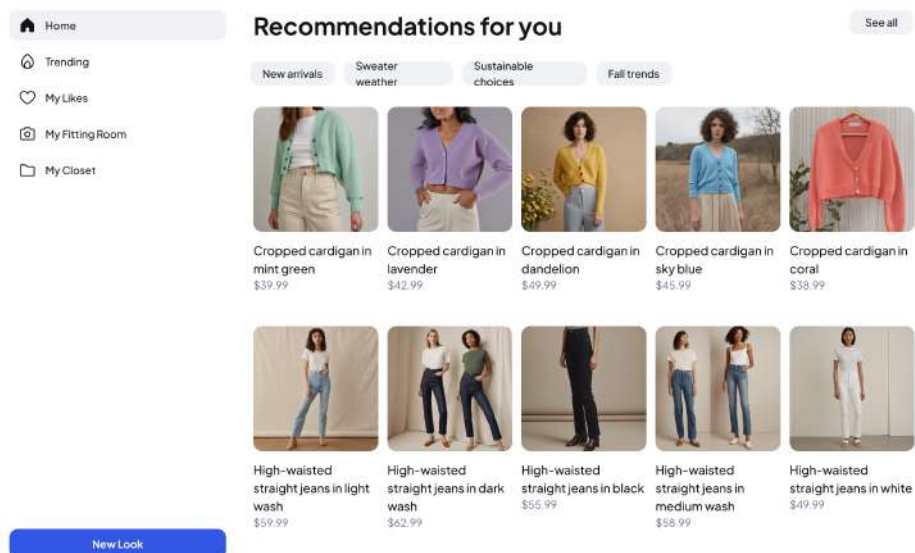 Home
Trending
My Likes
My Fitting Room
My Closet
New Look
Recommendations for you
See all
New arrivals
Sweater
weather
Sustainable
choices
Fall trends
Cropped cardigan in
mint green
$39.99
Cropped cardigan in
lavender
$42.99
Cropped cardigan in
dandelion
$49.99
Cropped cardigan in
sky blue
$45.99
Cropped cardigan in
coral
$38.99
High-waisted
straight jeans in light
wash
$59.99
High-waisted
straight jeans in dark
wash
$62.99
High-waisted
straight jeans in black
$55.99
High-waisted
straight jeans in
medium wash
$58.99
High-waisted
straight jeans in white
$49.99